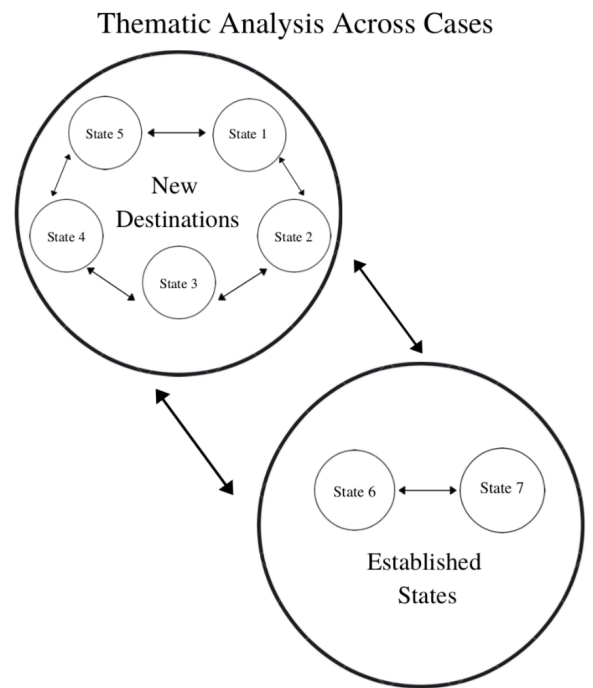 Thematic Analysis Across Cases
State 5
State 1
New
Destinations
State 4
State 2
State 3
State 6
State 7
Established
States